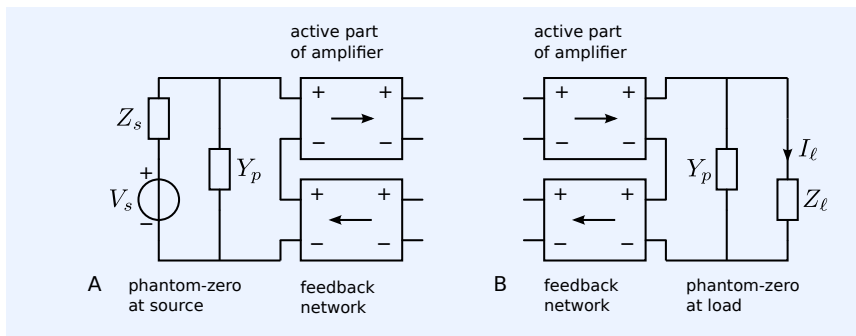 active part
of amplifier
+ +
− −
Z_s
Y_p
+
V_s
−
+ +
− −
A
phantom-zero
at source
feedback
network
active part
of amplifier
+ +
− −
I_ℓ
Y_p
Z_ℓ
+ +
− −
B
feedback
network
phantom-zero
at load